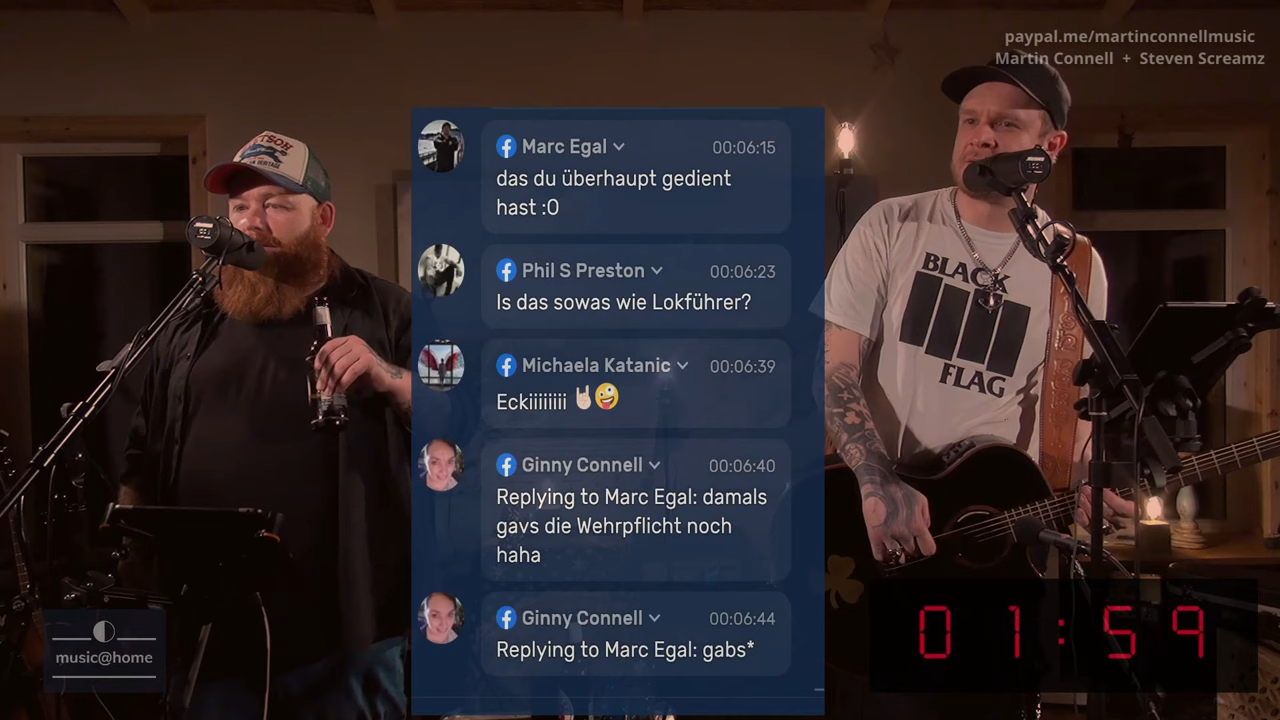 paypal.me/martinconnellmusic
Martin Connell + Steven Screamz
Marc Egal 00:06:15
das du überhaupt gedient
hast :O
Phil S Preston 00:06:23
Is das sowas wie Lokführer?
Michaela Katanic 00:06:39
Eckiiiiiiii 🤘🏻🤪
Ginny Connell 00:06:40
Replying to Marc Egal: damals
gavs die Wehrpflicht noch
haha
Ginny Connell 00:06:44
Replying to Marc Egal: gabs*
BLACK
FLAG
music@home
01:59